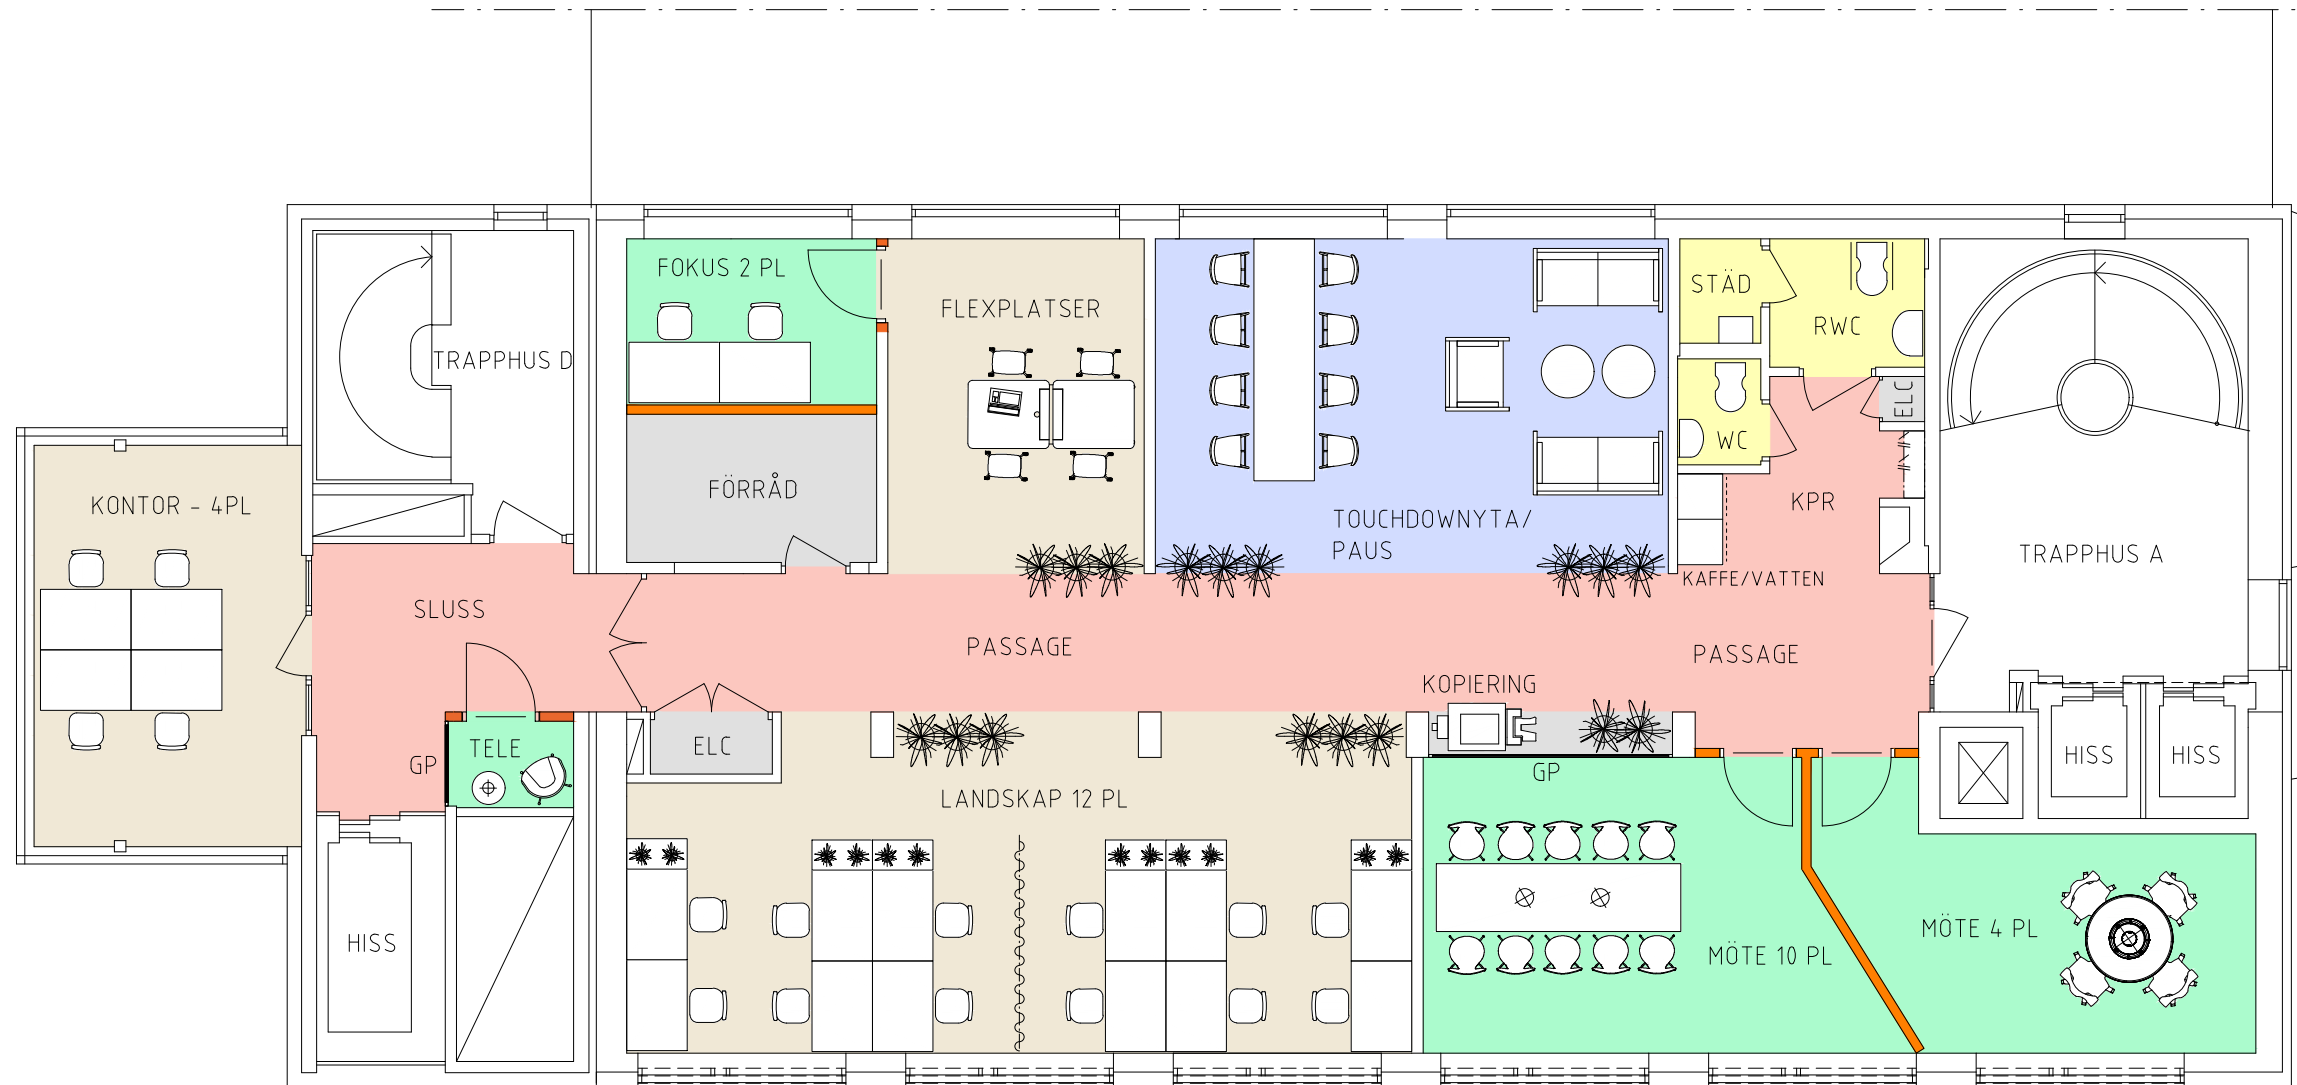 FOKUS 2 PL
FLEXPLATSER
STÄD
RWC
TRAPPHUS D
ELC
WC
KONTOR - 4PL
FÖRRÅD
KPR
TOUCHDOWNYTA/
PAUS
TRAPPHUS A
KAFFE/VATTEN
SLUSS
PASSAGE
PASSAGE
KOPIERING
TELE
ELC
GP
GP
HISS
HISS
LANDSKAP 12 PL
HISS
MÖTE 4 PL
MÖTE 10 PL